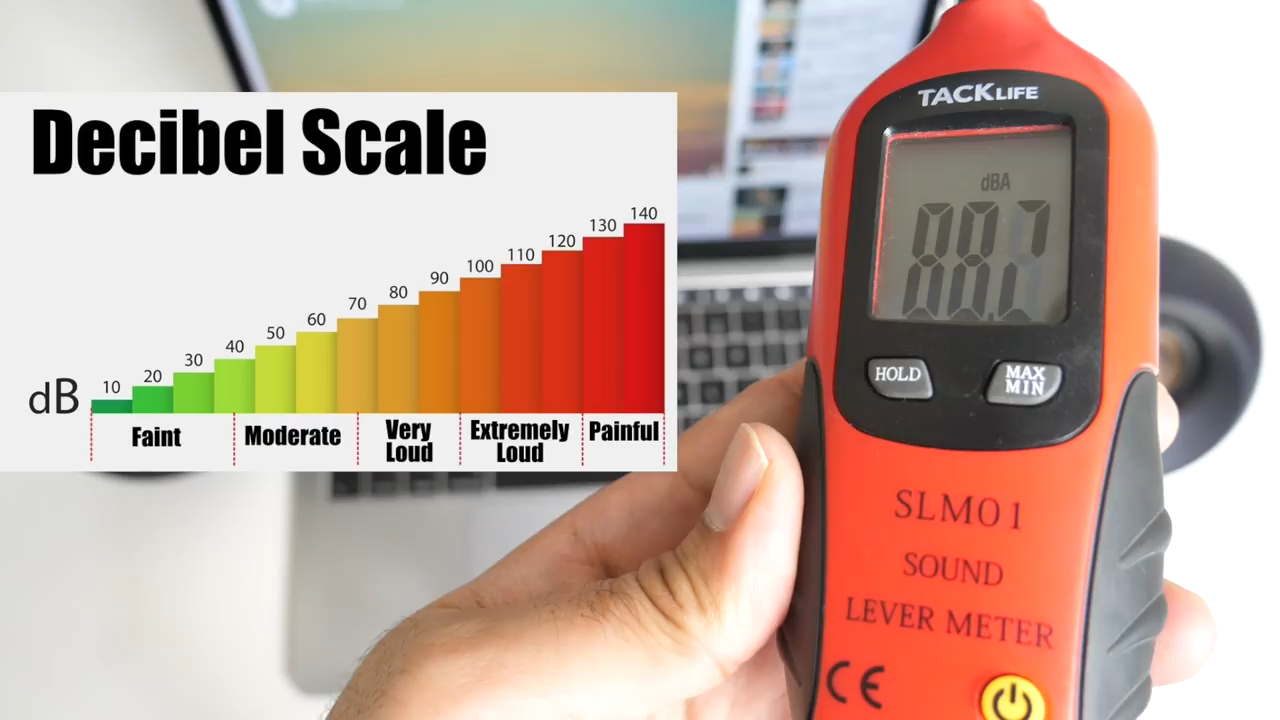 Decibel Scale
dB
10
20
30
40
50
60
70
80
90
100
110
120
130
140
Faint
Moderate
Very
Loud
Extremely
Loud
Painful
TACKLIFE
dBA
HOLD
MAX
MIN
SLM01
SOUND
LEVER METER
CE